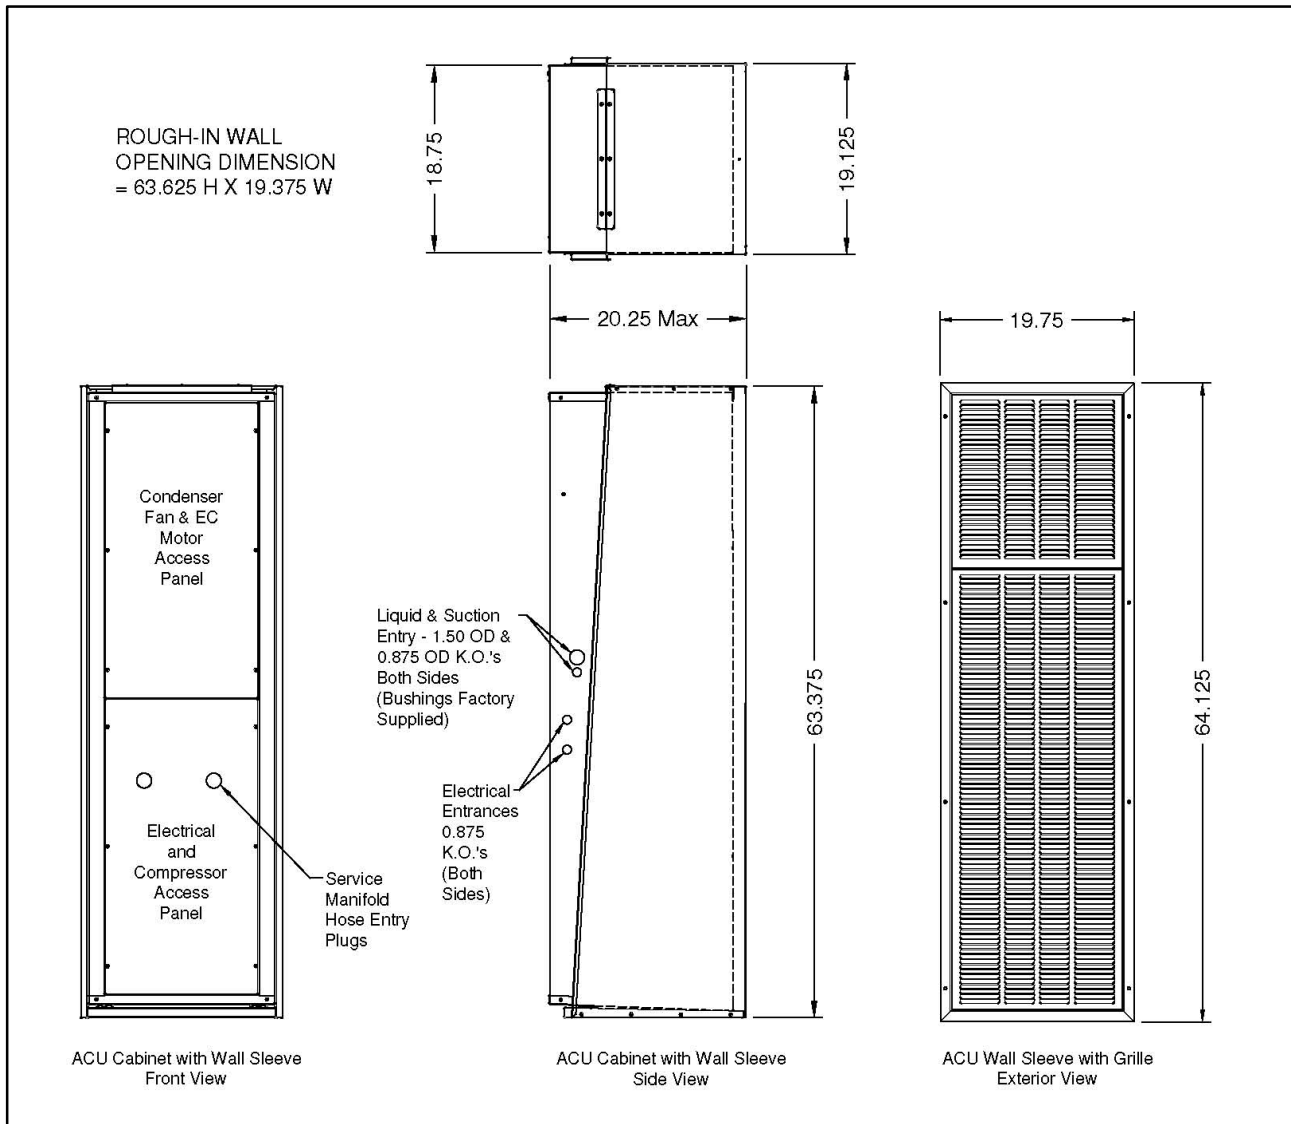 ROUGH-IN WALL
OPENING DIMENSION
= 63.625 H X 19.375 W
18.75
19.125
20.25 Max
19.75
Condenser
Fan & EC
Motor
Access
Panel
Liquid & Suction
Entry - 1.50 OD &
0.875 OD K.O.'s
Both Sides
(Bushings Factory
Supplied)
63.375
64.125
Electrical
Entrances
0.875
K.O.'s
(Both
Sides)
Electrical
and
Compressor
Access
Panel
Service
Manifold
Hose Entry
Plugs
ACU Cabinet with Wall Sleeve
Front View
ACU Cabinet with Wall Sleeve
Side View
ACU Wall Sleeve with Grille
Exterior View